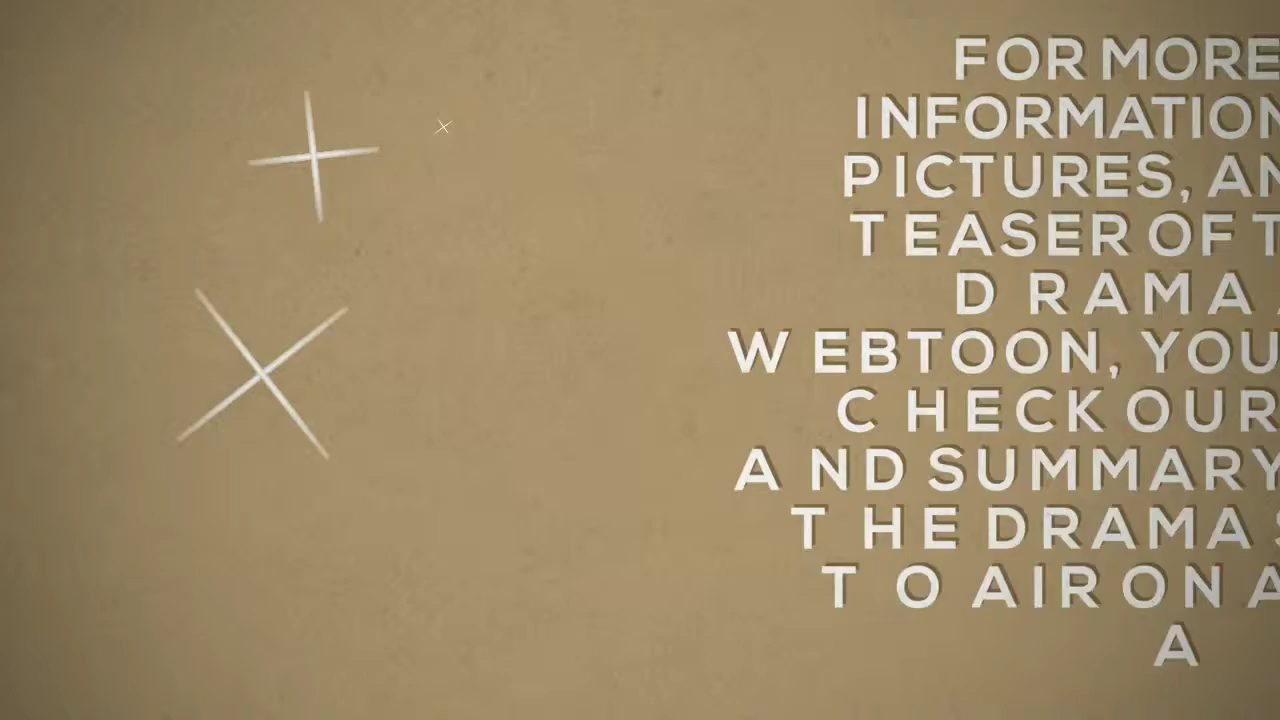 FOR MORE
INFORMATION
PICTURES, AN
TEASER OF T
DRAMA
WEBTOON, YOU
CHECK OUR
AND SUMMARY
THE DRAMA
TO AIR ON A
A